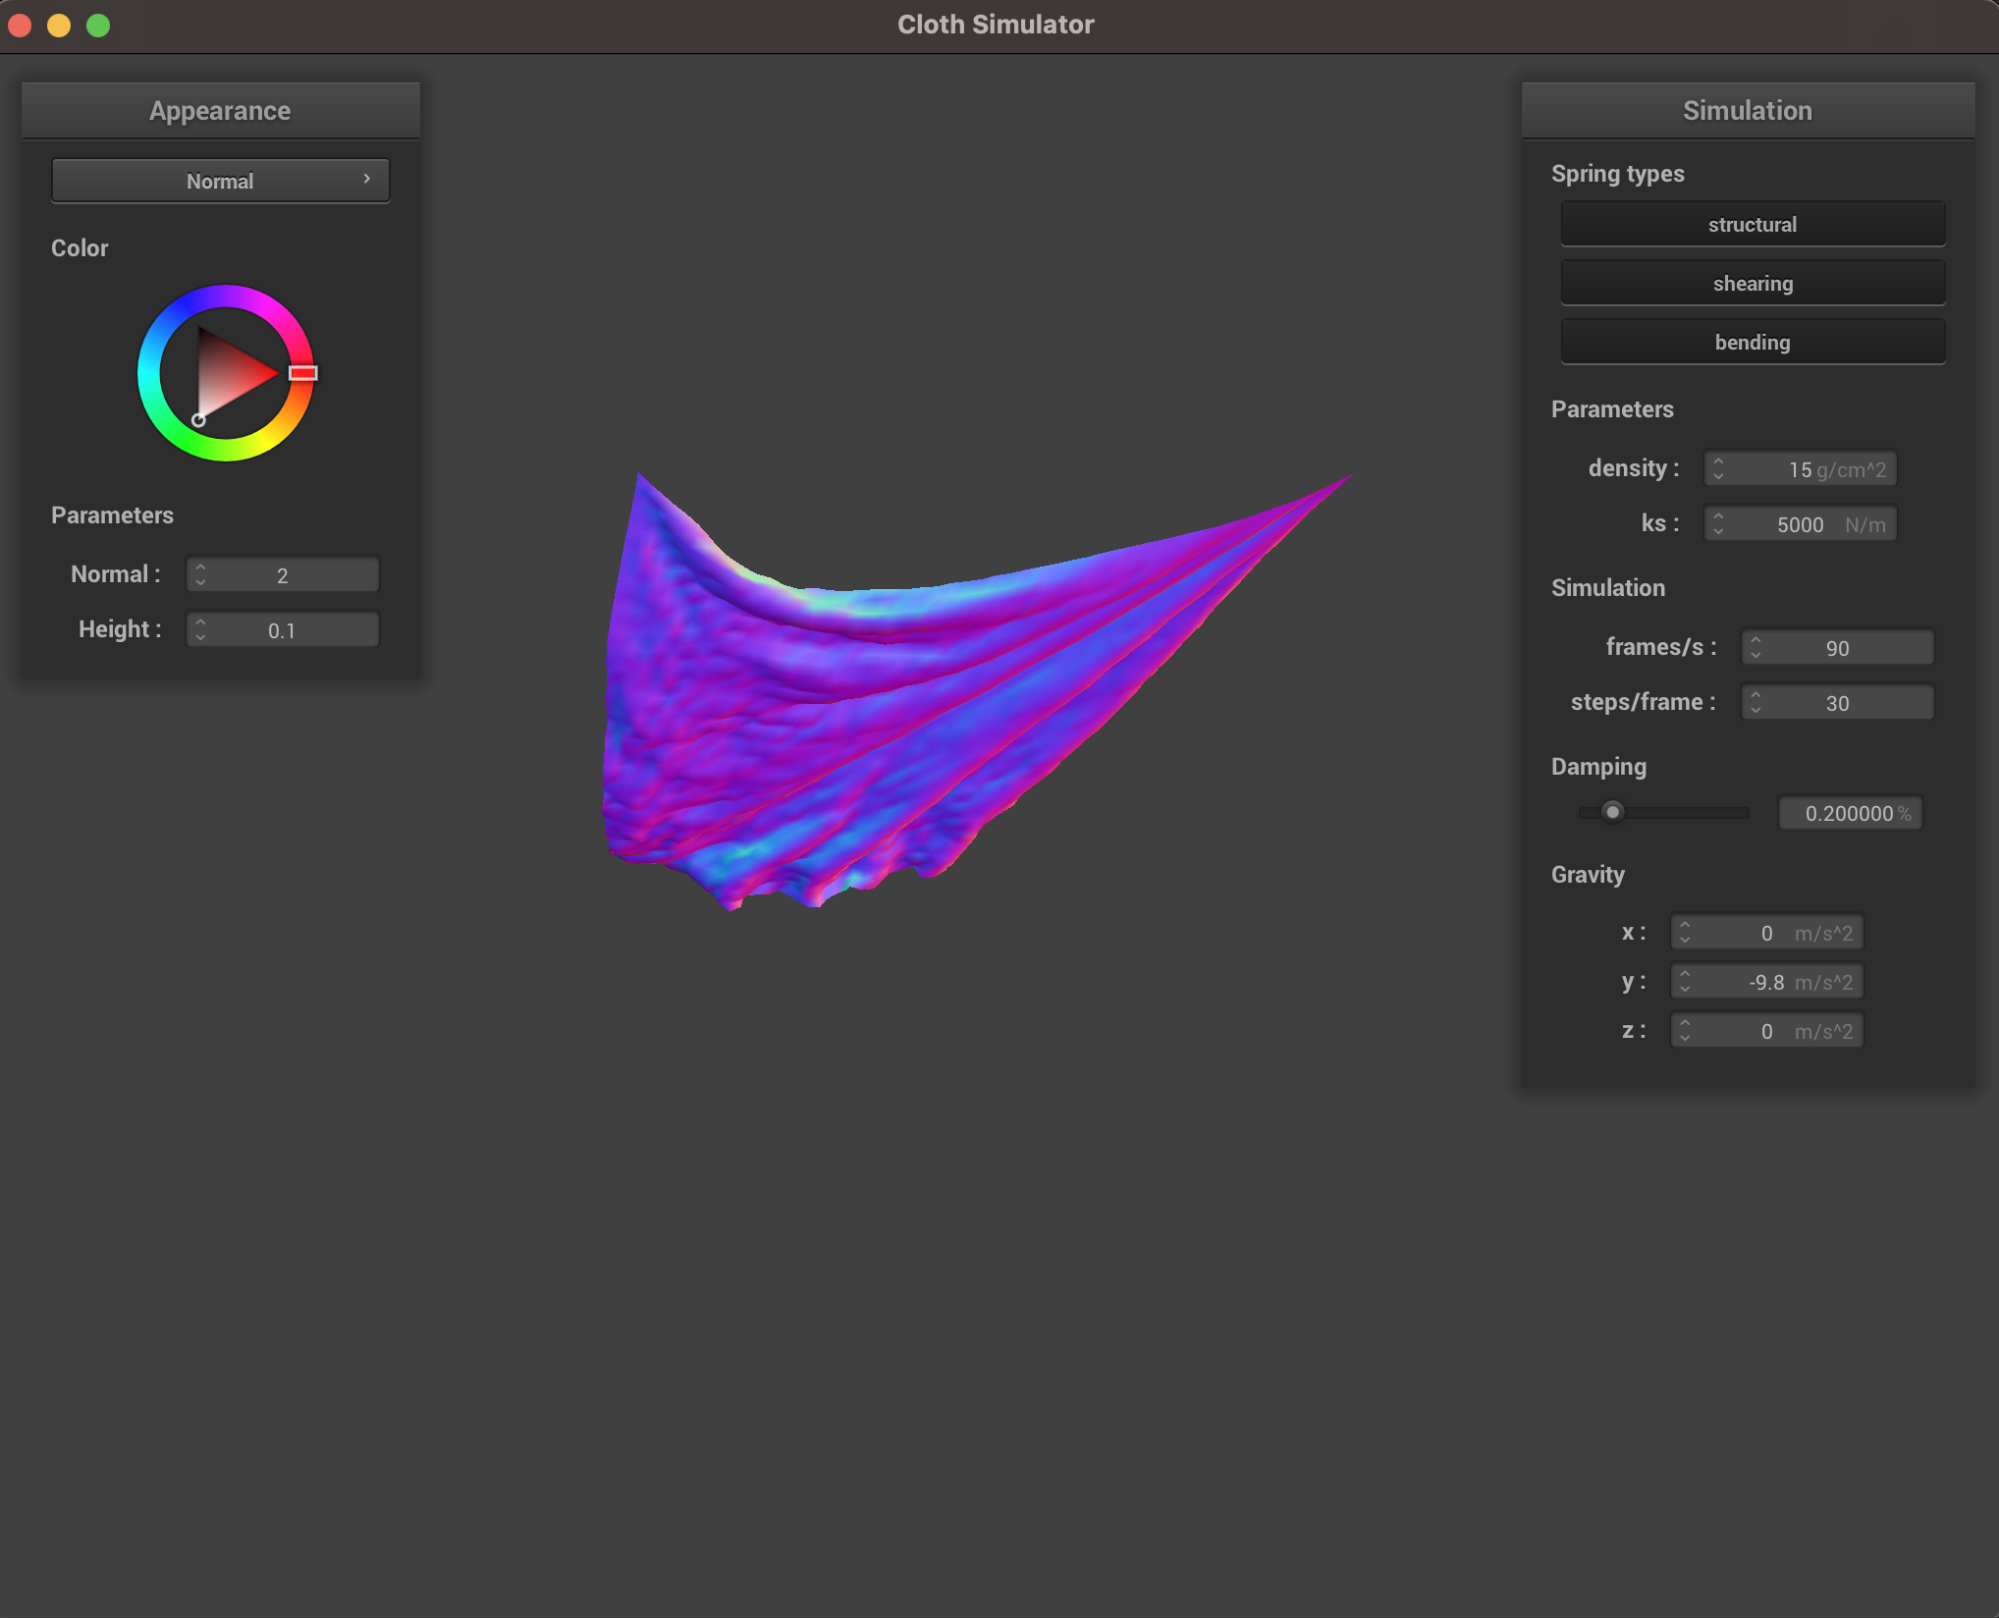 Cloth Simulator
Appearance
Normal
Color
Parameters
Normal : 2
Height : 0.1
Simulation
Spring types
structural
shearing
bending
Parameters
density : 15 g/cm^2
ks : 5000 N/m
Simulation
frames/s : 90
steps/frame : 30
Damping
0.200000 %
Gravity
x : 0 m/s^2
y : -9.8 m/s^2
z : 0 m/s^2